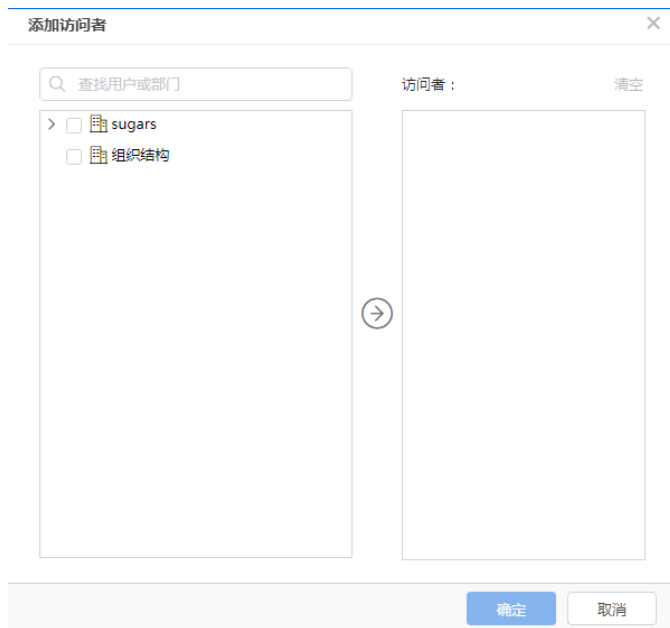 添加访问者
查找用户或部门
访问者：
清空
sugars
组织结构
确定
取消